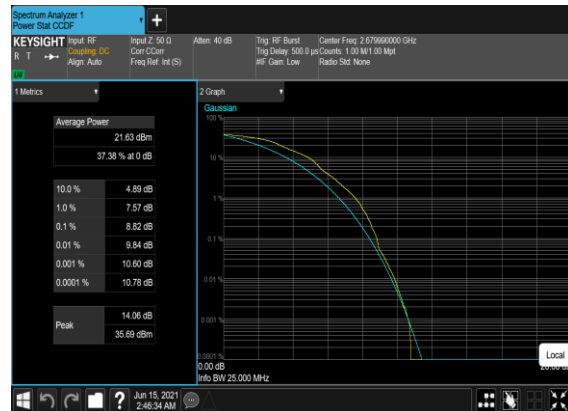 Spectrum Analyzer 1
Power Stat CCDF
+
KEYSIGHT
R T
LXI
Input: RF
Coupling: DC
Align: Auto
Input Z: 50 Ω
Corr CCorr
Freq Ref: Int (S)
Atten: 40 dB
Trig: RF Burst
Trig Delay: 500.0 µs
#IF Gain: Low
Center Freq: 2.679990000 GHz
Counts: 1.00 M/1.00 Mpt
Radio Std: None
1 Metrics
Average Power
21.63 dBm
37.38 % at 0 dB
10.0 % 4.89 dB
1.0 % 7.57 dB
0.1 % 8.82 dB
0.01 % 9.84 dB
0.001 % 10.60 dB
0.0001 % 10.78 dB
Peak
14.06 dB
35.69 dBm
2 Graph
Gaussian
100 %
10 %
1 %
0.1 %
0.01 %
0.001 %
0.0001 %
0.00 dB
Info BW 25.000 MHz
Local
?
Jun 15, 2021
2:46:34 AM